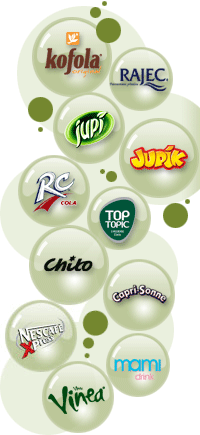 kofola
RAJEC
jupí
JUPÍK
RC
COLA
TOP
TOPIC
Chito
Capri-Sonne
NESCAFÉ
XPRESS
mami
drink
Vinea